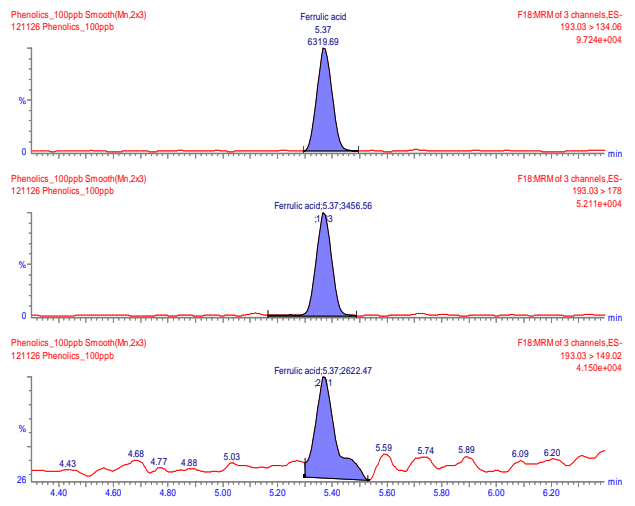 Phenolics_100ppb Smooth(Mn,2x3)
121126 Phenolics_100ppb
Ferrulic acid
5.37
6319.69
F18:MRM of 3 channels,ES-
193.03 > 134.06
9.724e+004
%
0
min
Phenolics_100ppb Smooth(Mn,2x3)
121126 Phenolics_100ppb
Ferrulic acid;5.37;3456.56
F18:MRM of 3 channels,ES-
193.03 > 178
5.211e+004
%
0
min
Phenolics_100ppb Smooth(Mn,2x3)
121126 Phenolics_100ppb
Ferrulic acid;5.37;2622.47
F18:MRM of 3 channels,ES-
193.03 > 149.02
4.150e+004
%
4.43
4.68
4.77
4.88
5.03
5.59
5.74
5.89
6.09
6.20
26
min
4.40 4.60 4.80 5.00 5.20 5.40 5.60 5.80 6.00 6.20